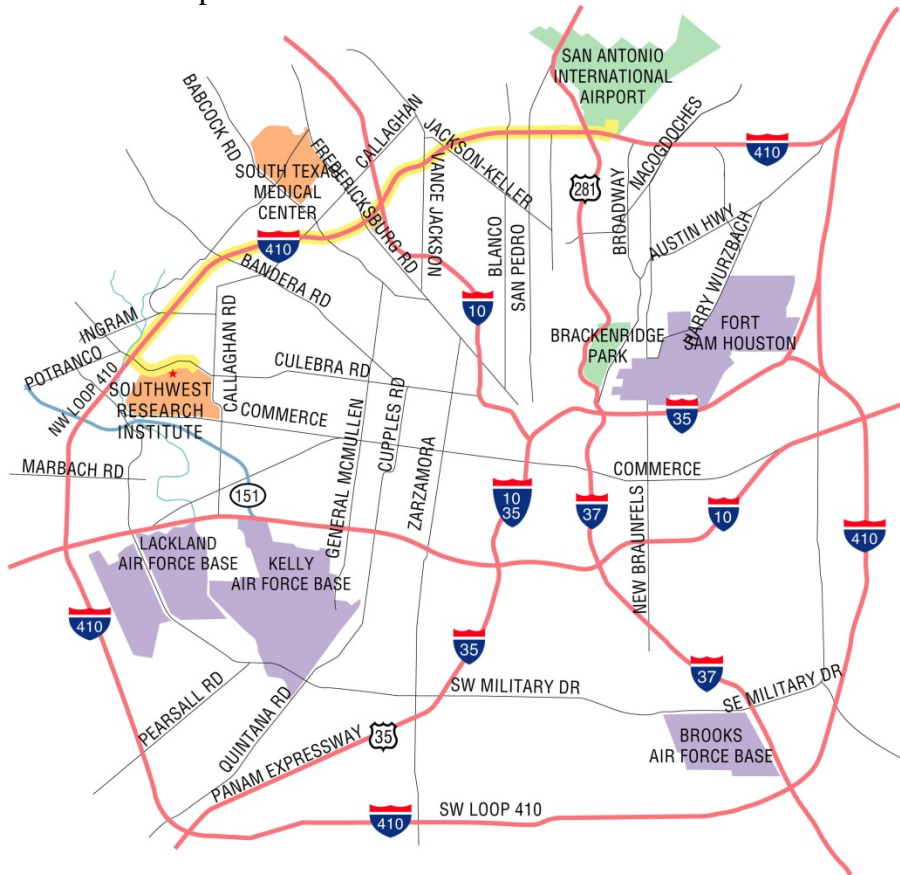 SAN ANTONIO
INTERNATIONAL
AIRPORT
BABCOCK RD
FREDERICKSBURG RD
CALLAGHAN
JACKSON-KELLER
VANCE JACKSON
NACOGDOCHES
410
SOUTH TEXAS
MEDICAL
CENTER
281
BROADWAY
AUSTIN HWY
HARRY WURZBACH
BLANCO
SAN PEDRO
410
BANDERA RD
10
INGRAM
POTRANCO
NW LOOP 410
CALLAGHAN RD
CULEBRA RD
BRACKENRIDGE
PARK
FORT
SAM HOUSTON
SOUTHWEST
RESEARCH
INSTITUTE
COMMERCE
35
GENERAL MCMULLEN
CUPPLES RD
ZARZAMORA
MARBACH RD
COMMERCE
151
10
35
37
10
410
NEW BRAUNFELS
LACKLAND
AIR FORCE BASE
KELLY
AIR FORCE BASE
410
35
37
SW MILITARY DR
SE MILITARY DR
PEARSALL RD
QUINTANA RD
PANAM EXPRESSWAY
35
BROOKS
AIR FORCE BASE
SW LOOP 410
410